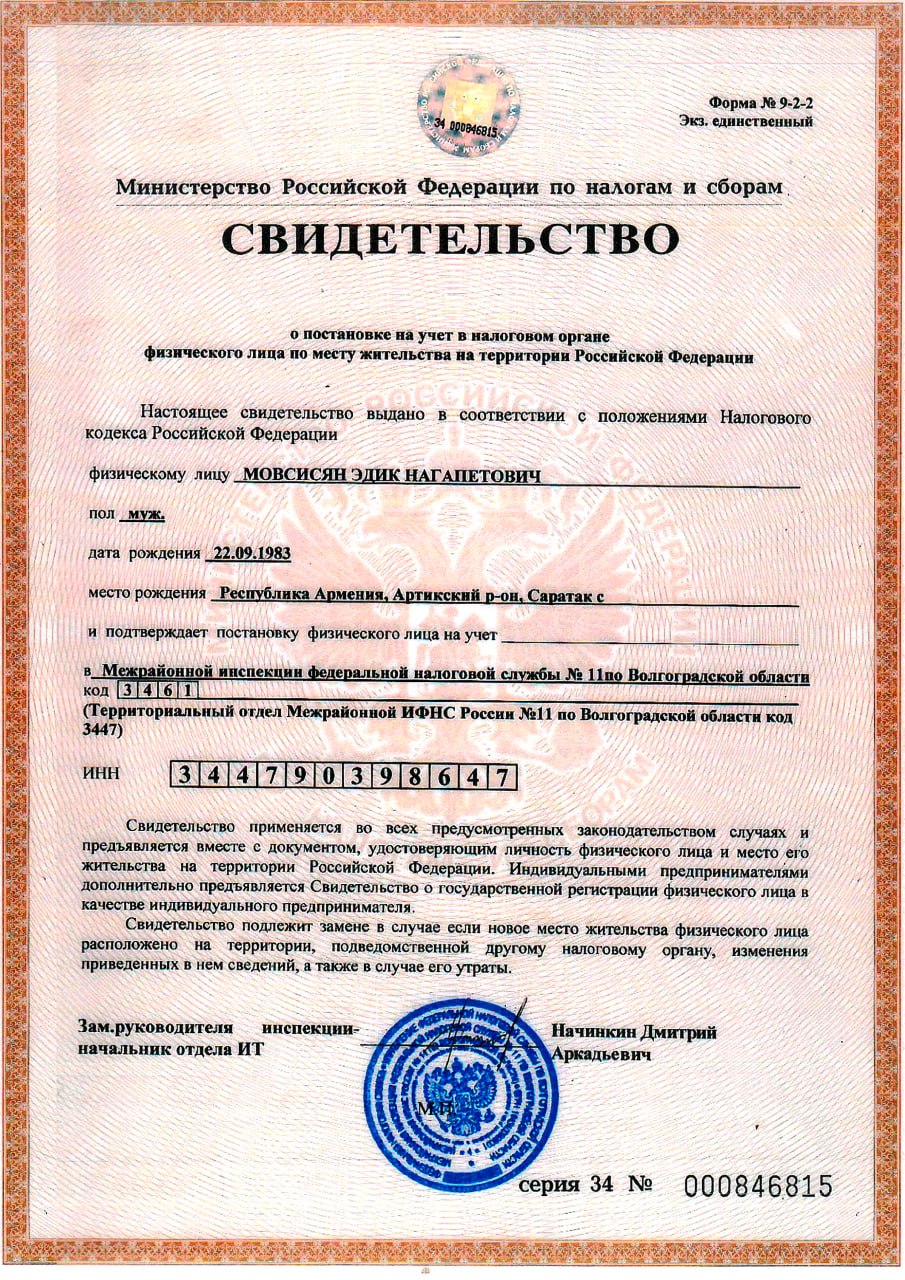 34 000846815
Форма № 9-2-2
Экз. единственный
Министерство Российской Федерации по налогам и сборам
СВИДЕТЕЛЬСТВО
о постановке на учет в налоговом органе
физического лица по месту жительства на территории Российской Федерации
Настоящее свидетельство выдано в соответствии с положениями Налогового
кодекса Российской Федерации
физическому лицу МОВСИСЯН ЭДИК НАГАПЕТОВИЧ
пол муж.
дата рождения 22.09.1983
место рождения Республика Армения, Артикский р-он, Саратак с
и подтверждает постановку физического лица на учет
в Межрайонной инспекции федеральной налоговой службы № 11по Волгоградской области
код 3461
(Территориальный отдел Межрайонной ИФНС России №11 по Волгоградской области код
3447)
ИНН 344790398647
Свидетельство применяется во всех предусмотренных законодательством случаях и
предъявляется вместе с документом, удостоверяющим личность физического лица и место его
жительства на территории Российской Федерации. Индивидуальными предпринимателями
дополнительно предъявляется Свидетельство о государственной регистрации физического лица в
качестве индивидуального предпринимателя.
Свидетельство подлежит замене в случае если новое место жительства физического лица
расположено на территории, подведомственной другому налоговому органу, изменения
приведенных в нем сведений, а также в случае его утраты.
Зам.руководителя инспекции-
начальник отдела ИТ
Начинкин Дмитрий
Аркадьевич
М.П.
серия 34 № 000846815